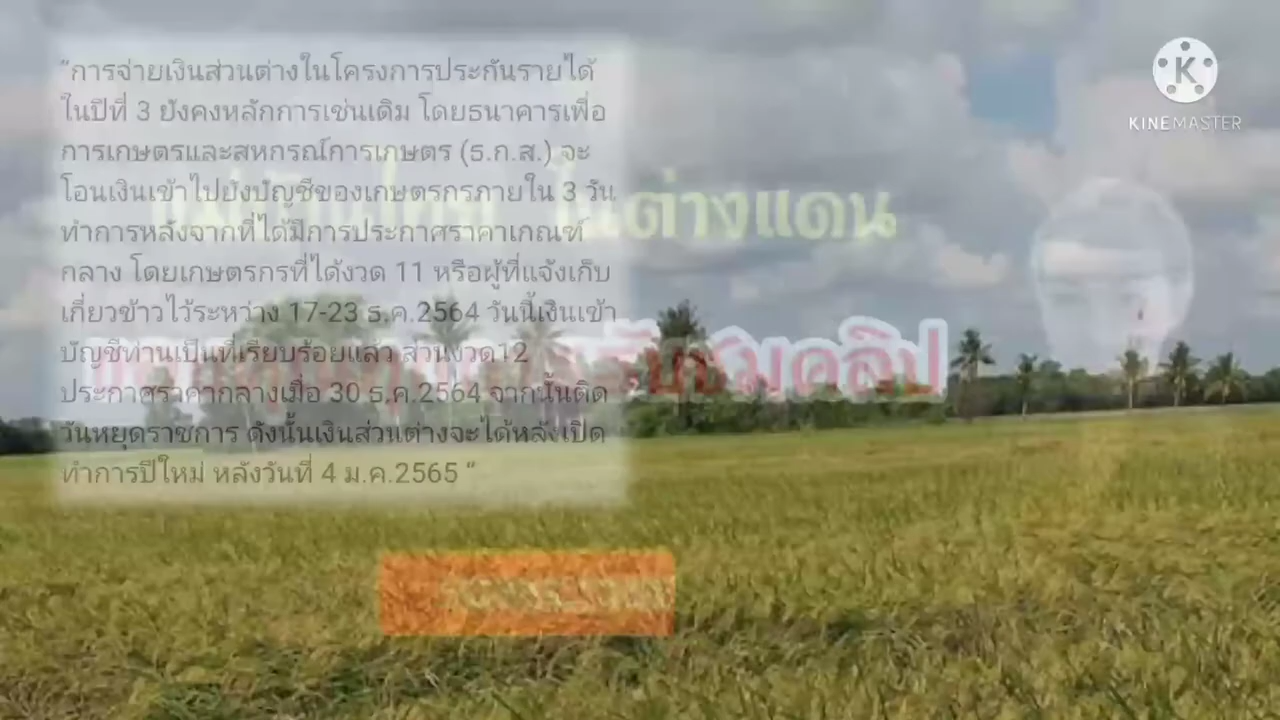 “การจ่ายเงินส่วนต่างในโครงการประกันรายได้
ในปีที่ 3 ยังคงหลักการเช่นเดิม โดยธนาคารเพื่อ
การเกษตรและสหกรณ์การเกษตร (ธ.ก.ส.) จะ
โอนเงินเข้าไปยังบัญชีของเกษตรกรภายใน 3 วัน
ทำการหลังจากที่ได้มีการประกาศราคาเกณฑ์
กลาง โดยเกษตรกรที่ได้งวด 11 หรือผู้ที่แจ้งเก็บ
เกี่ยวข้าวไว้ระหว่าง 17-23 ธ.ค.2564 วันนี้เงินเข้า
บัญชีท่านเป็นที่เรียบร้อยแล้ว ส่วนงวด12
ประกาศราคากลางเมื่อ 30 ธ,ค.2564 จากนั้นติด
วันหยุดราชการ ดังนั้นเงินส่วนต่างจะได้หลังเปิด
ทำการปีใหม่ หลังวันที่ 4 ม.ค.2565 “
ในต่างแดน
รับชมคลิป
KINEMASTER